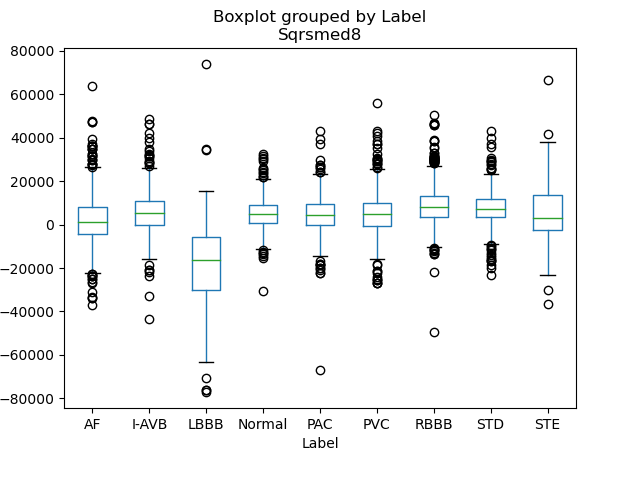 Boxplot grouped by Label
Sqrsmed8
80000
60000
40000
20000
0
−20000
−40000
−60000
−80000
AF I-AVB LBBB Normal PAC PVC RBBB STD STE
Label